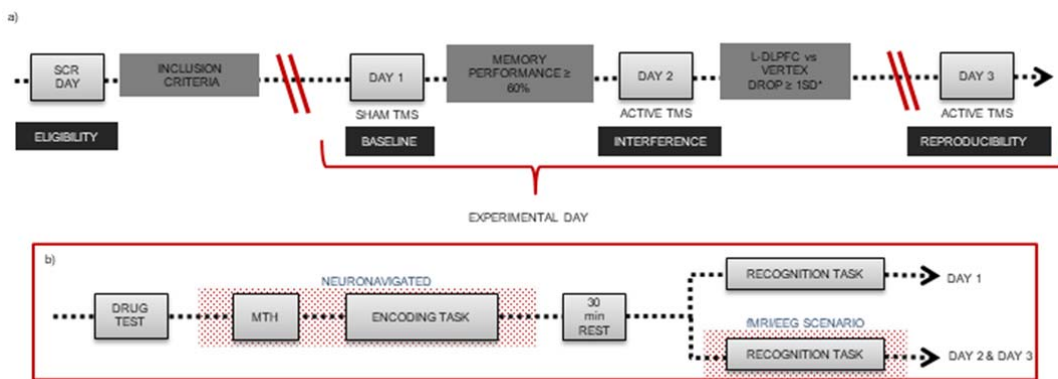 a)
SCR
DAY
INCLUSION
CRITERIA
DAY 1
MEMORY
PERFORMANCE ≥
60%
DAY 2
L-DLPFC vs
VERTEX
DROP ≥ 1SD*
DAY 3
SHAM TMS
ACTIVE TMS
ACTIVE TMS
ELIGIBILITY
BASELINE
INTERFERENCE
REPRODUCIBILITY
EXPERIMENTAL DAY
b)
NEURONAVIGATED
DRUG
TEST
MTH
ENCODING TASK
30
min
REST
RECOGNITION TASK
DAY 1
fMRI/EEG SCENARIO
RECOGNITION TASK
DAY 2 & DAY 3